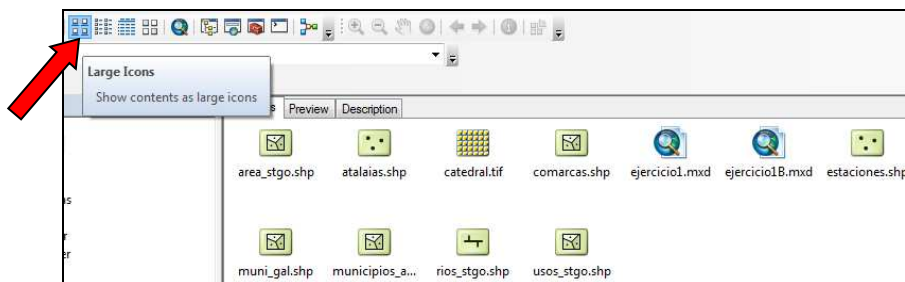 Large Icons
Show contents as large icons
Preview Description
area_stgo.shp atalaias.shp catedral.tif comarcas.shp ejercicio1.mxd ejercicio1B.mxd estaciones.shp
muni_gal.shp municipios_a... rios_stgo.shp usos_stgo.shp